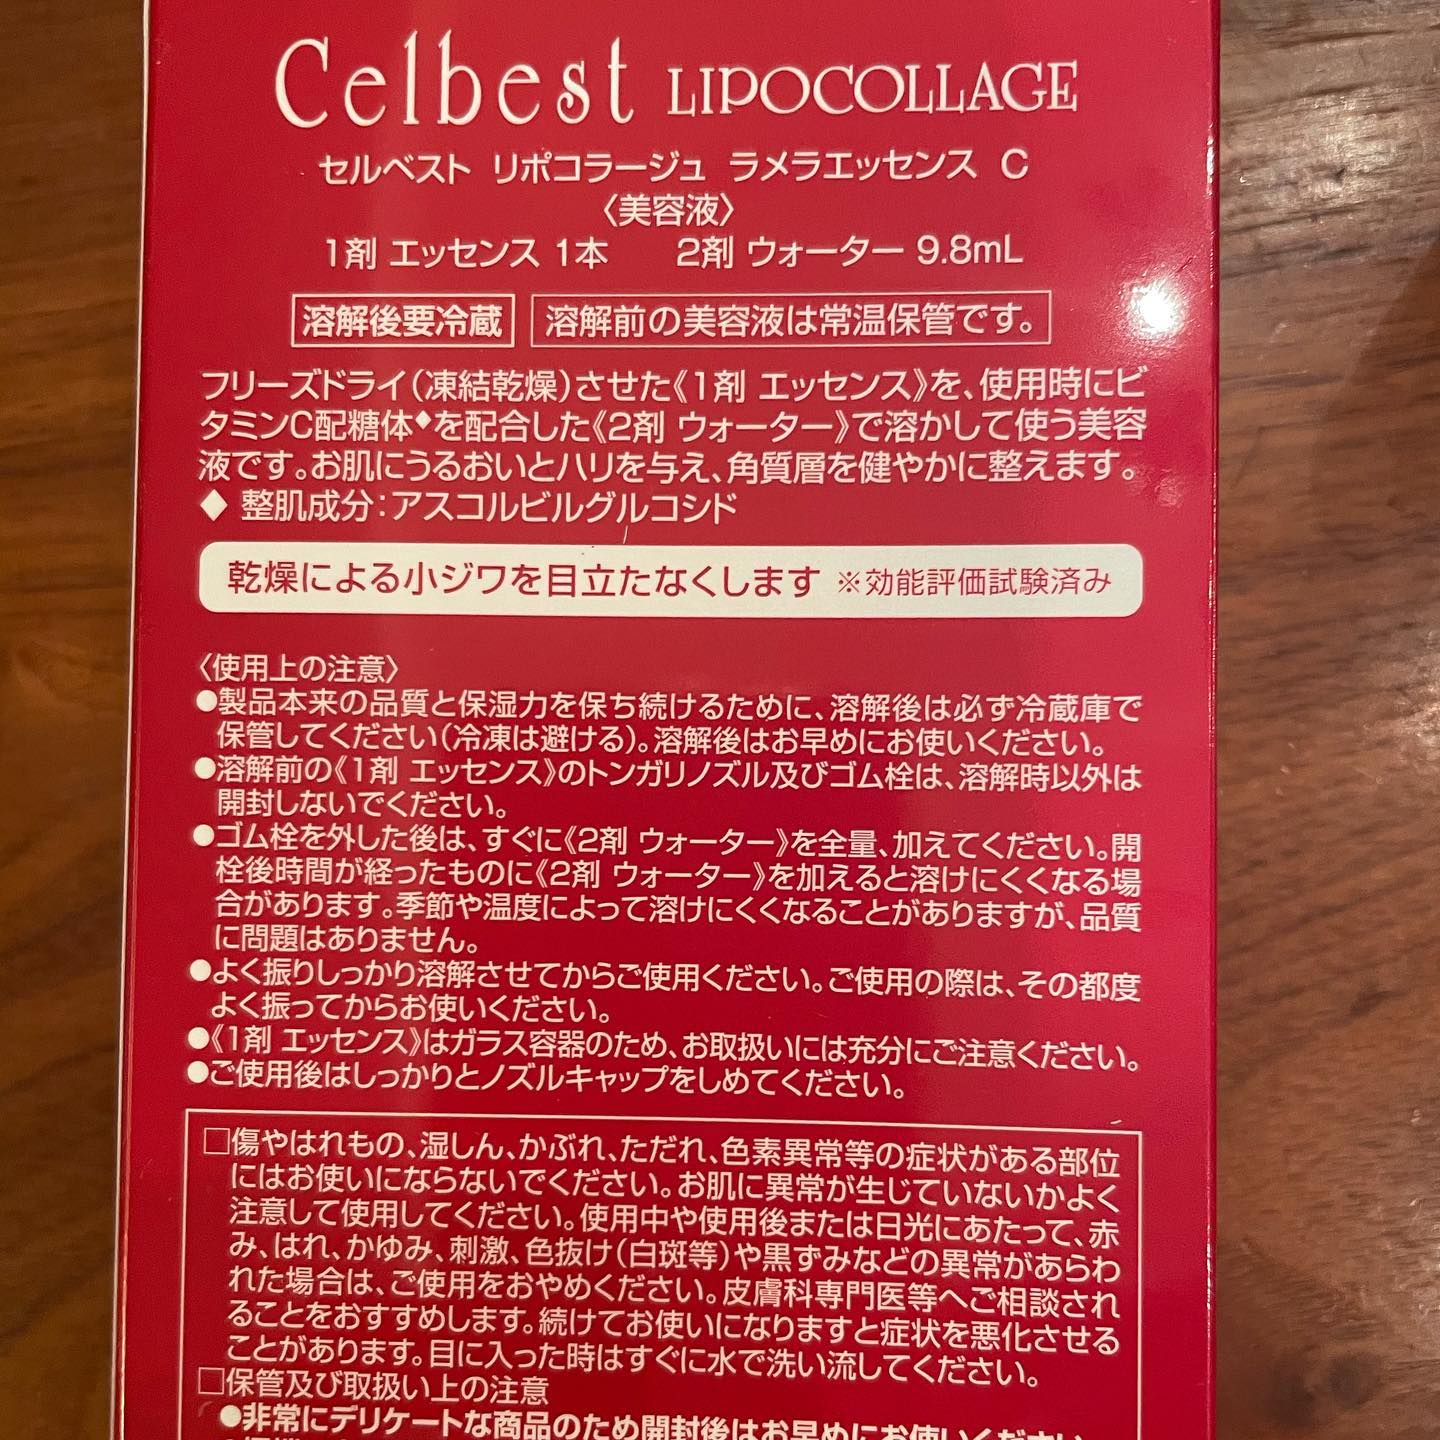 Celbest LIPOCOLLAGE
セルベスト リポコラージュ ラメラエッセンス C
〈美容液〉
1剤 エッセンス 1本 2剤 ウォーター 9.8mL
溶解後要冷蔵 溶解前の美容液は常温保管です。
フリーズドライ(凍結乾燥)させた《1剤 エッセンス》を、使用時にビ
タミンC配糖体◆を配合した《2剤 ウォーター》で溶かして使う美容
液です。お肌にうるおいとハリを与え、角質層を健やかに整えます。
◆ 整肌成分:アスコルビルグルコシド
乾燥による小ジワを目立たなくします ※効能評価試験済み
〈使用上の注意〉
●製品本来の品質と保湿力を保ち続けるために、溶解後は必ず冷蔵庫で
保管してください(冷凍は避ける)。溶解後はお早めにお使いください。
●溶解前の《1剤 エッセンス》のトンガリノズル及びゴム栓は、溶解時以外は
開封しないでください。
●ゴム栓を外した後は、すぐに《2剤 ウォーター》を全量、加えてください。開
栓後時間が経ったものに《2剤 ウォーター》を加えると溶けにくくなる場
合があります。季節や温度によって溶けにくくなることがありますが、品質
に問題はありません。
●よく振りしっかり溶解させてからご使用ください。ご使用の際は、その都度
よく振ってからお使いください。
●《1剤 エッセンス》はガラス容器のため、お取扱いには充分にご注意ください。
●ご使用後はしっかりとノズルキャップをしめてください。
□傷やはれもの、湿しん、かぶれ、ただれ、色素異常等の症状がある部位
にはお使いにならないでください。お肌に異常が生じていないかよく
注意して使用してください。使用中や使用後または日光にあたって、赤
み、はれ、かゆみ、刺激、色抜け(白斑等)や黒ずみなどの異常があらわ
れた場合は、ご使用をおやめください。皮膚科専門医等へご相談され
ることをおすすめします。続けてお使いになりますと症状を悪化させる
ことがあります。目に入った時はすぐに水で洗い流してください。
□保管及び取扱い上の注意
●非常にデリケートな商品のため開封後はお早めにお使いください。